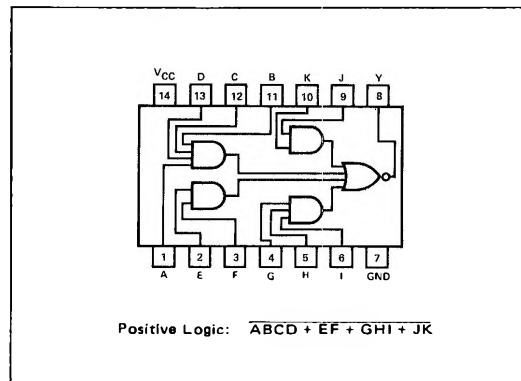 VCC D C B K J Y
14 13 12 11 10 9 8
1 2 3 4 5 6 7
A E F G H I GND
Positive Logic: ABCD + EF + GHI + JK